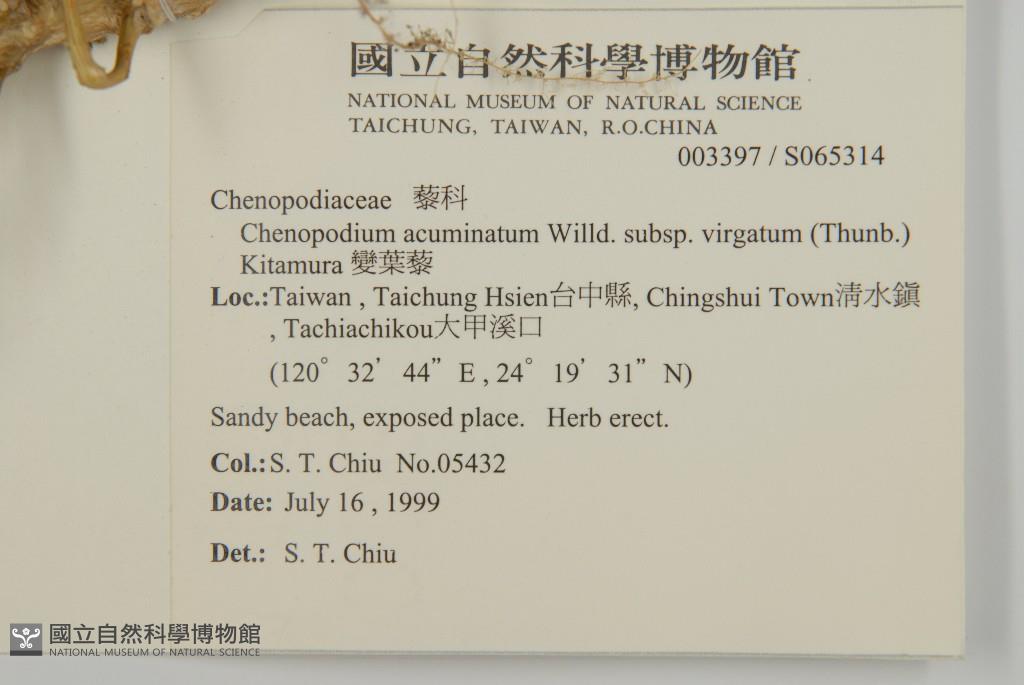 國立自然科學博物館
NATIONAL MUSEUM OF NATURAL SCIENCE
TAICHUNG, TAIWAN, R.O.CHINA
003397 / S065314
Chenopodiaceae 藜科
Chenopodium acuminatum Willd. subsp. virgatum (Thunb.)
Kitamura 變葉藜
Loc.:Taiwan , Taichung Hsien台中縣, Chingshui Town清水鎮
, Tachiachikou大甲溪口
(120° 32’ 44” E , 24° 19’ 31” N)
Sandy beach, exposed place. Herb erect.
Col.: S. T. Chiu No.05432
Date: July 16 , 1999
Det.: S. T. Chiu
國立自然科學博物館
NATIONAL MUSEUM OF NATURAL SCIENCE